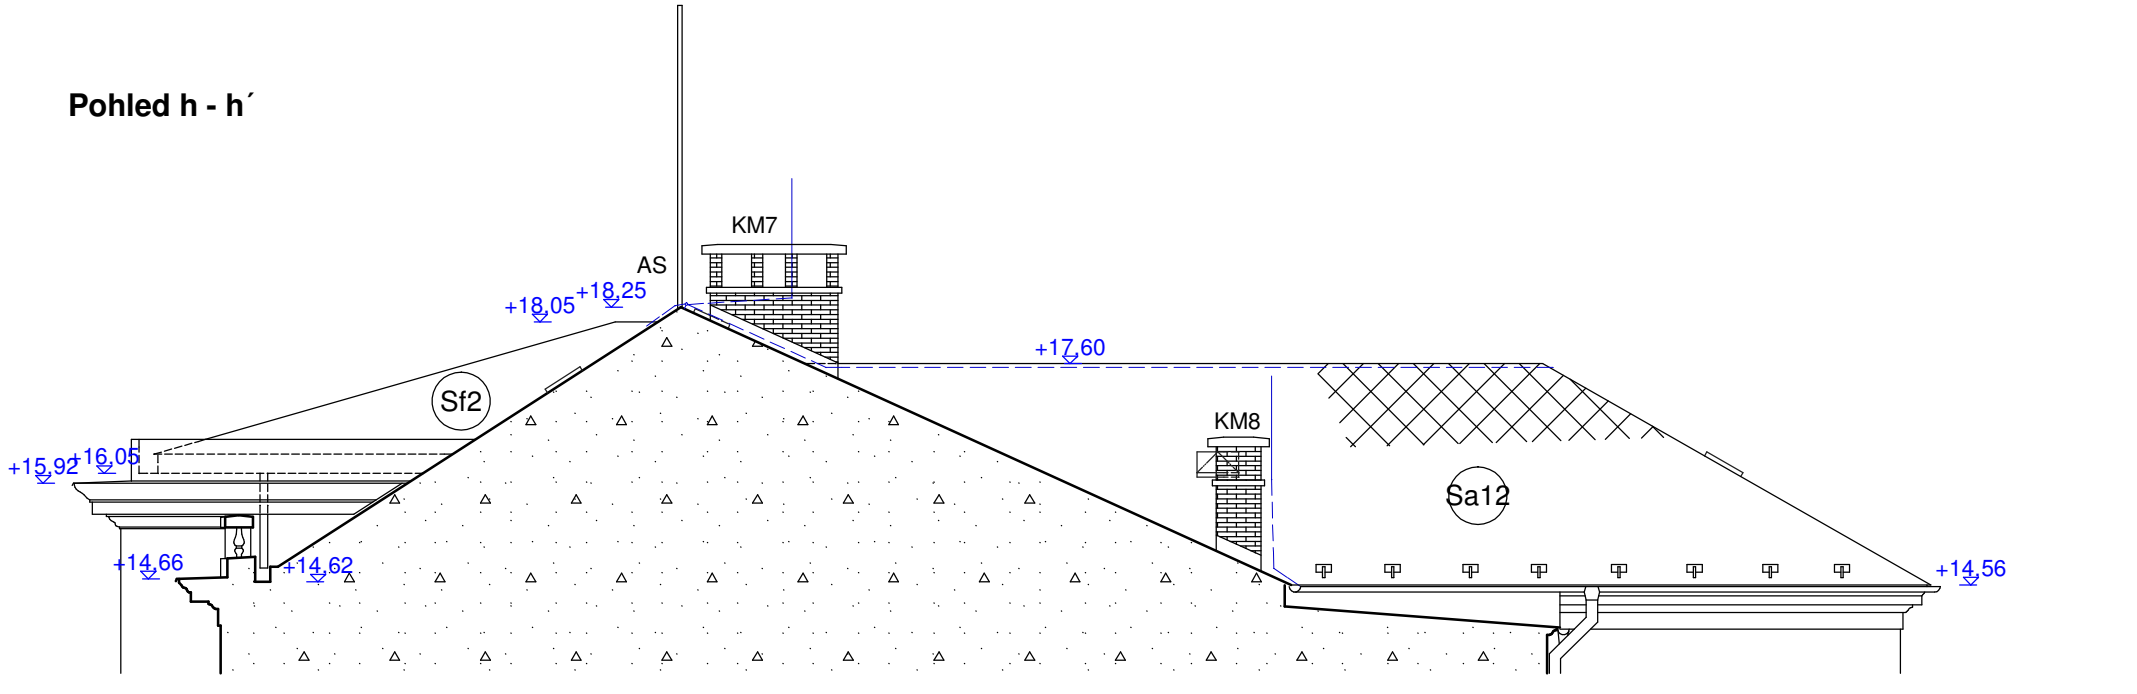 Pohled h - h´
KM7
AS
+18,25
+18,05
+17,60
Sf2
KM8
+16,05
+15,92
Sa12
+14,66
+14,62
+14,56